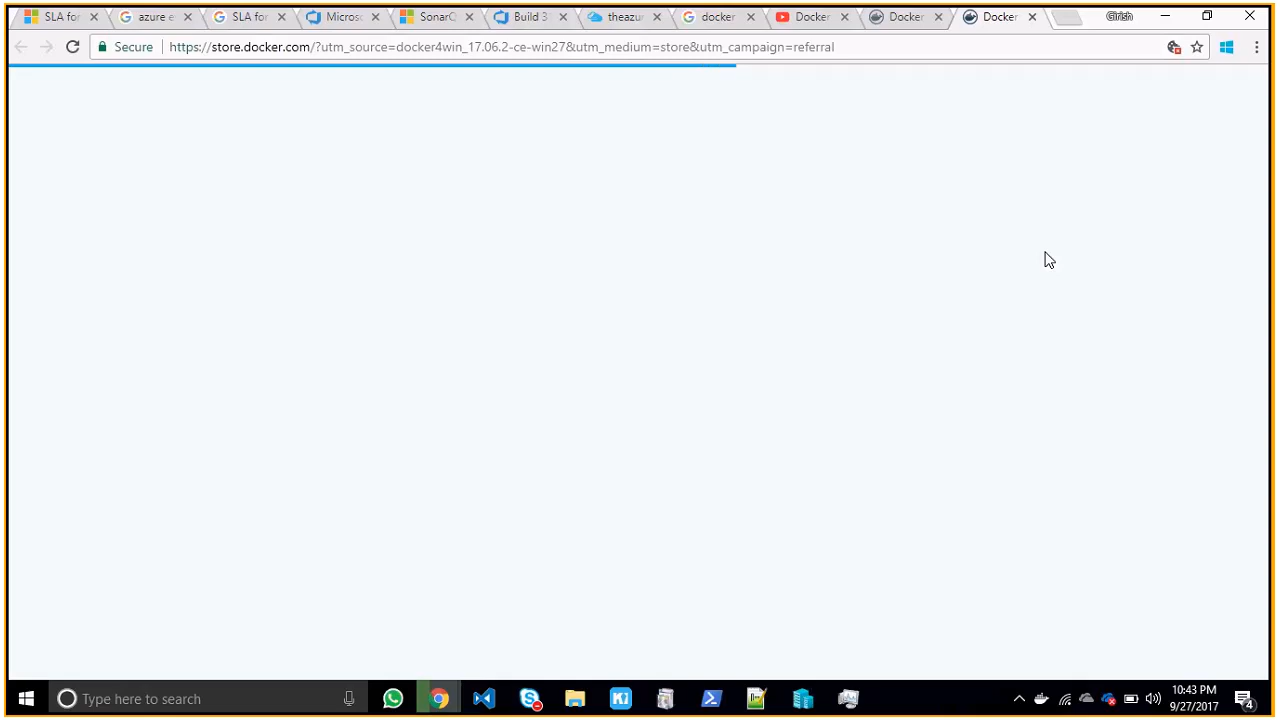 SLA for
azure e
SLA for
Micros
SonarQ
Build 3
theazur
docker
Docker
Docker
Docker
Girish
Secure
https://store.docker.com/?utm_source=docker4win_17.06.2-ce-win27&utm_medium=store&utm_campaign=referral
Type here to search
10:43 PM
9/27/2017
4